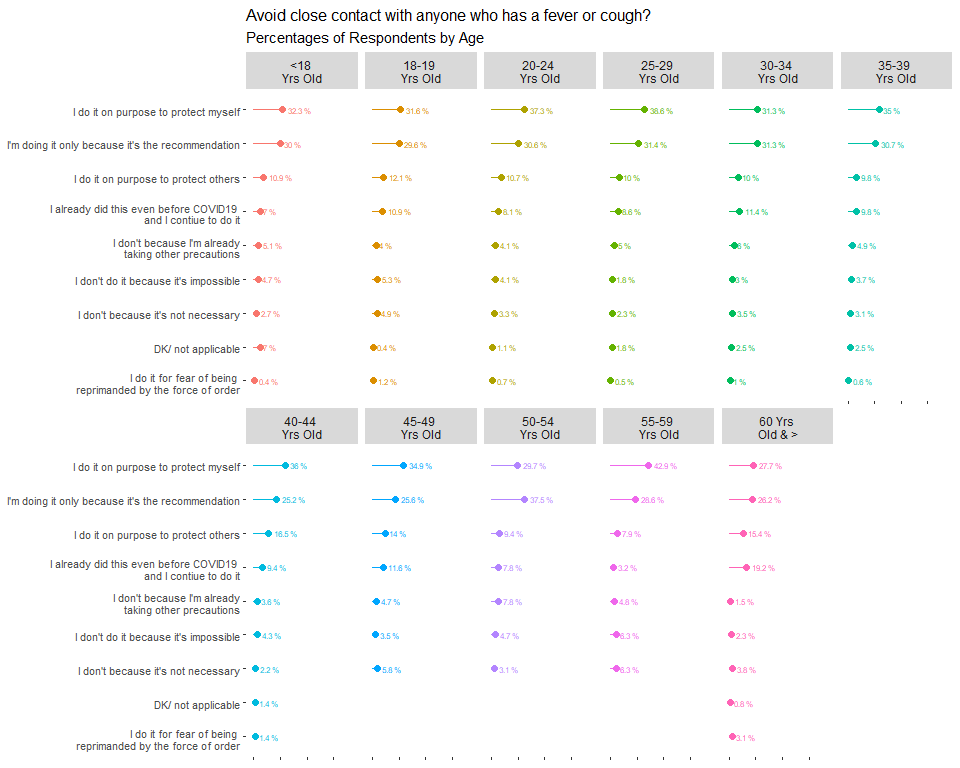 Avoid close contact with anyone who has a fever or cough?
Percentages of Respondents by Age
<18 18-19 20-24 25-29 30-34 35-39
Yrs Old Yrs Old Yrs Old Yrs Old Yrs Old Yrs Old
I do it on purpose to protect myself 32.3 % 31.6 % 37.3 % 38.6 % 31.3 % 35 %
I'm doing it only because it's the recommendation 30 % 29.6 % 30.6 % 31.4 % 31.3 % 30.7 %
I do it on purpose to protect others 10.9 % 12.1 % 10.7 % 10 % 10 % 9.8 %
I already did this even before COVID19
and I contiue to do it 7 % 10.9 % 8.1 % 8.6 % 11.4 % 9.8 %
I don't because I'm already
taking other precautions 5.1 % 4 % 4.1 % 5 % 6 % 4.9 %
I don't do it because it's impossible 4.7 % 5.3 % 4.1 % 1.8 % 3 % 3.7 %
I don't because it's not necessary 2.7 % 4.9 % 3.3 % 2.3 % 3.5 % 3.1 %
DK/ not applicable 7 % 0.4 % 1.1 % 1.8 % 2.5 % 2.5 %
I do it for fear of being
reprimanded by the force of order 0.4 % 1.2 % 0.7 % 0.5 % 1 % 0.6 %
40-44 45-49 50-54 55-59 60 Yrs
Yrs Old Yrs Old Yrs Old Yrs Old Old & >
I do it on purpose to protect myself 36 % 34.9 % 29.7 % 42.9 % 27.7 %
I'm doing it only because it's the recommendation 25.2 % 25.6 % 37.5 % 28.6 % 26.2 %
I do it on purpose to protect others 16.5 % 14 % 9.4 % 7.9 % 15.4 %
I already did this even before COVID19
and I contiue to do it 9.4 % 11.6 % 7.8 % 3.2 % 19.2 %
I don't because I'm already
taking other precautions 3.6 % 4.7 % 7.8 % 4.8 % 1.5 %
I don't do it because it's impossible 4.3 % 3.5 % 4.7 % 6.3 % 2.3 %
I don't because it's not necessary 2.2 % 5.8 % 3.1 % 6.3 % 3.8 %
DK/ not applicable 1.4 % 0.8 %
I do it for fear of being
reprimanded by the force of order 1.4 % 3.1 %